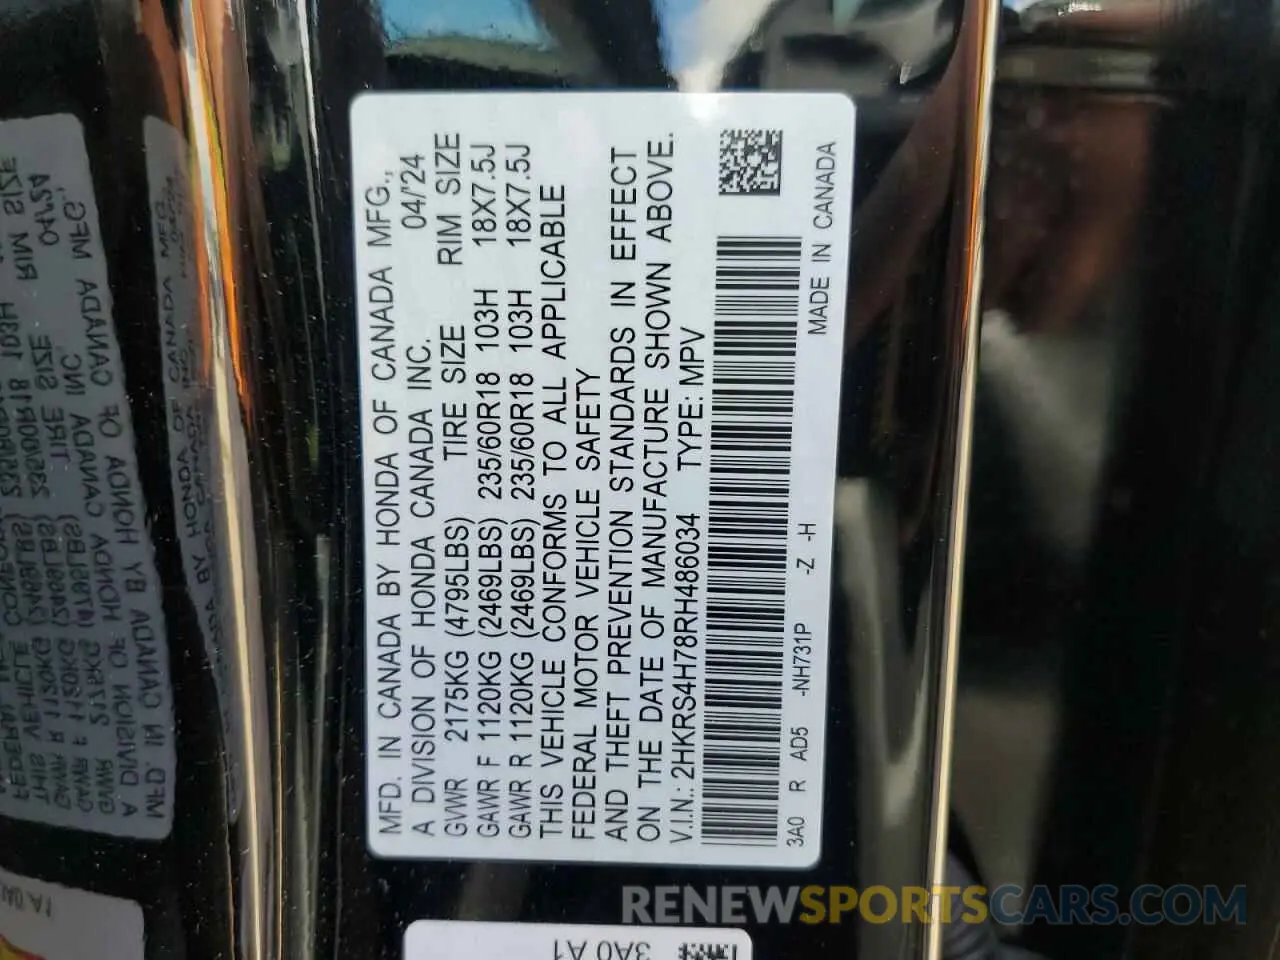 MFD. IN CANADA BY HONDA OF CANADA MFG.,
A DIVISION OF HONDA CANADA INC. 04/'24
GVWR 2175KG (4795LBS) TIRE SIZE RIM SIZE
GAWR F 1120KG (2469LBS) 235/60R18 103H 18X7.5J
GAWR R 1120KG (2469LBS) 235/60R18 103H 18X7.5J
THIS VEHICLE CONFORMS TO ALL APPLICABLE
FEDERAL MOTOR VEHICLE SAFETY
AND THEFT PREVENTION STANDARDS IN EFFECT
ON THE DATE OF MANUFACTURE SHOWN ABOVE.
V.I.N.: 2HKRS4H78RH486034 TYPE: MPV
3A0 R AD5 -NH731P -Z -H MADE IN CANADA
3A0 A1
RENEWSPORTSCARS.COM